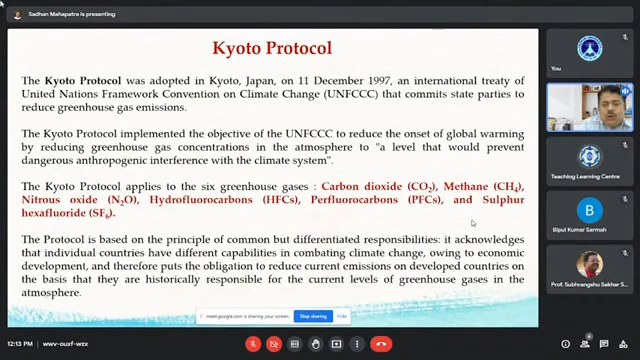 Sadhan Mahapatra is presenting
Kyoto Protocol
The Kyoto Protocol was adopted in Kyoto, Japan, on 11 December 1997, an international treaty of
United Nations Framework Convention on Climate Change (UNFCCC) that commits state parties to
reduce greenhouse gas emissions.
The Kyoto Protocol implemented the objective of the UNFCCC to reduce the onset of global warming
by reducing greenhouse gas concentrations in the atmosphere to "a level that would prevent
dangerous anthropogenic interference with the climate system".
The Kyoto Protocol applies to the six greenhouse gases : Carbon dioxide (CO2), Methane (CH4),
Nitrous oxide (N2O), Hydrofluorocarbons (HFCs), Perfluorocarbons (PFCs), and Sulphur
hexafluoride (SF6).
The Protocol is based on the principle of common but differentiated responsibilities: it acknowledges
that individual countries have different capabilities in combating climate change, owing to economic
development, and therefore puts the obligation to reduce current emissions on developed countries on
the basis that they are historically responsible for the current levels of greenhouse gases in the
atmosphere.
meet.google.com is sharing your screen.
Stop sharing
Hide
You
Teaching Learning Centre
B
Bipul Kumar Sarmah
Prof. Subhrangshu Sekhar S
12:13 PM
wwv-ouxf-wzx